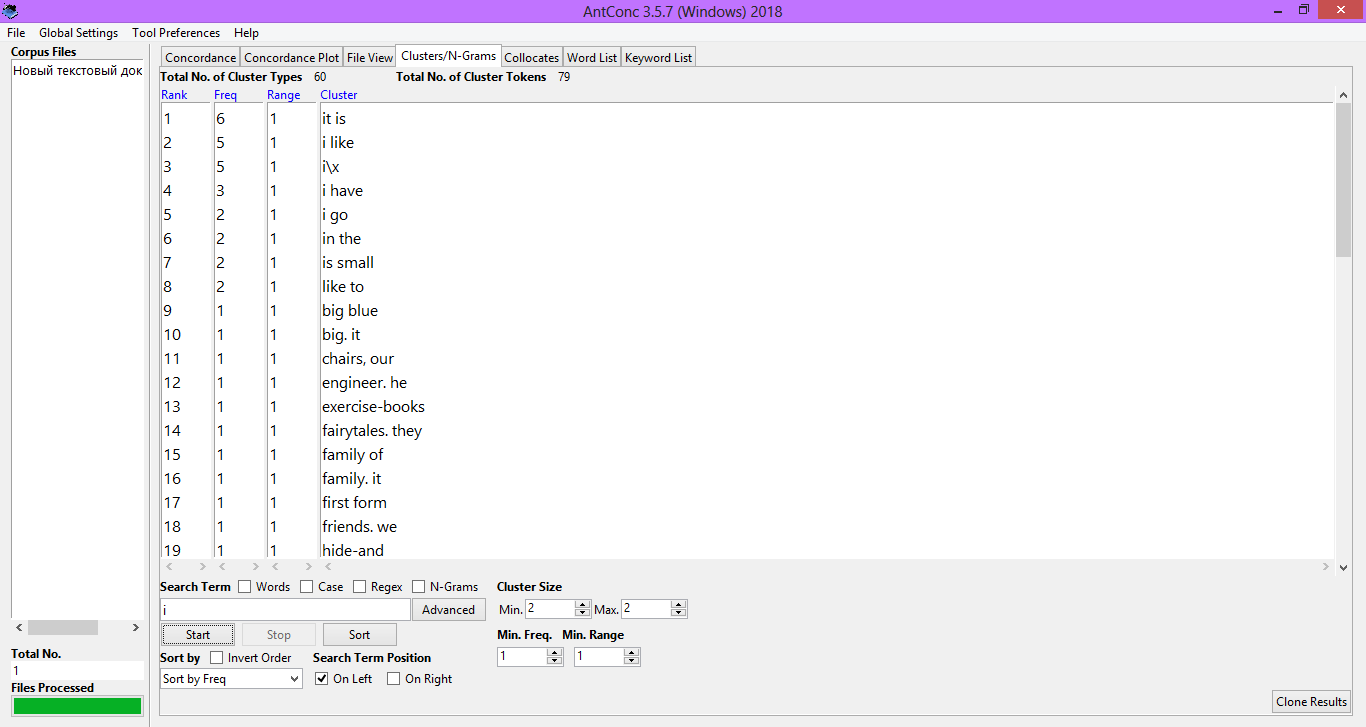 AntConc 3.5.7 (Windows) 2018
File Global Settings Tool Preferences Help
Corpus Files
Новый текстовый док
Concordance Concordance Plot File View Clusters/N-Grams Collocates Word List Keyword List
Total No. of Cluster Types 60 Total No. of Cluster Tokens 79
Rank Freq Range Cluster
1 6 1 it is
2 5 1 i like
3 5 1 i\x
4 3 1 i have
5 2 1 i go
6 2 1 in the
7 2 1 is small
8 2 1 like to
9 1 1 big blue
10 1 1 big. it
11 1 1 chairs, our
12 1 1 engineer. he
13 1 1 exercise-books
14 1 1 fairytales. they
15 1 1 family of
16 1 1 family. it
17 1 1 first form
18 1 1 friends. we
19 1 1 hide-and
Search Term Words Case Regex N-Grams Cluster Size
i Advanced Min. 2 Max. 2
Start Stop Sort
Min. Freq. Min. Range
1 1
Sort by Invert Order Search Term Position
Sort by Freq On Left On Right
Total No.
1
Files Processed
Clone Results